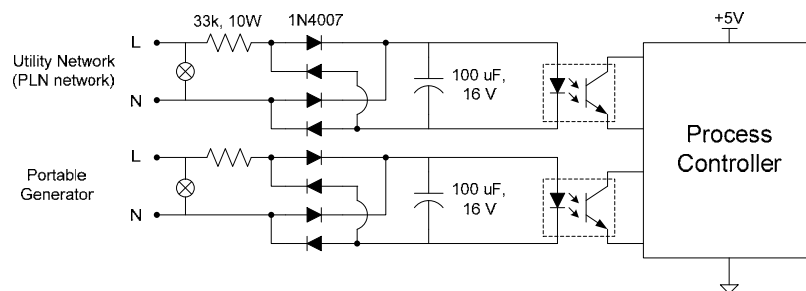 33k, 10W
1N4007
+5V
L
Utility Network
(PLN network)
N
100 uF,
16 V
Process
Controller
L
Portable
Generator
N
100 uF,
16 V